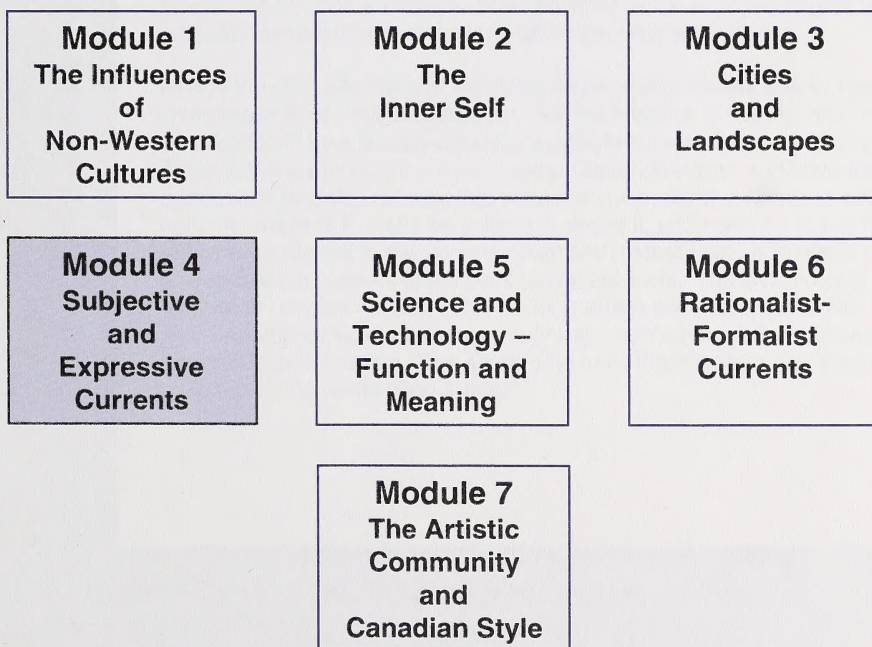 Module 1
The Influences
of
Non-Western
Cultures
Module 2
The
Inner Self
Module 3
Cities
and
Landscapes
Module 4
Subjective
and
Expressive
Currents
Module 5
Science and
Technology –
Function and
Meaning
Module 6
Rationalist-
Formalist
Currents
Module 7
The Artistic
Community
and
Canadian Style